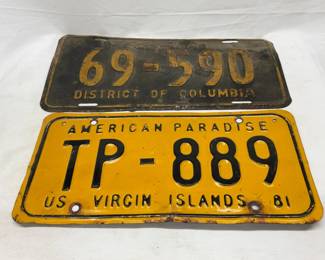 69-590
DISTRICT OF COLUMBIA
AMERICAN PARADISE
TP-889
US VIRGIN ISLANDS 81